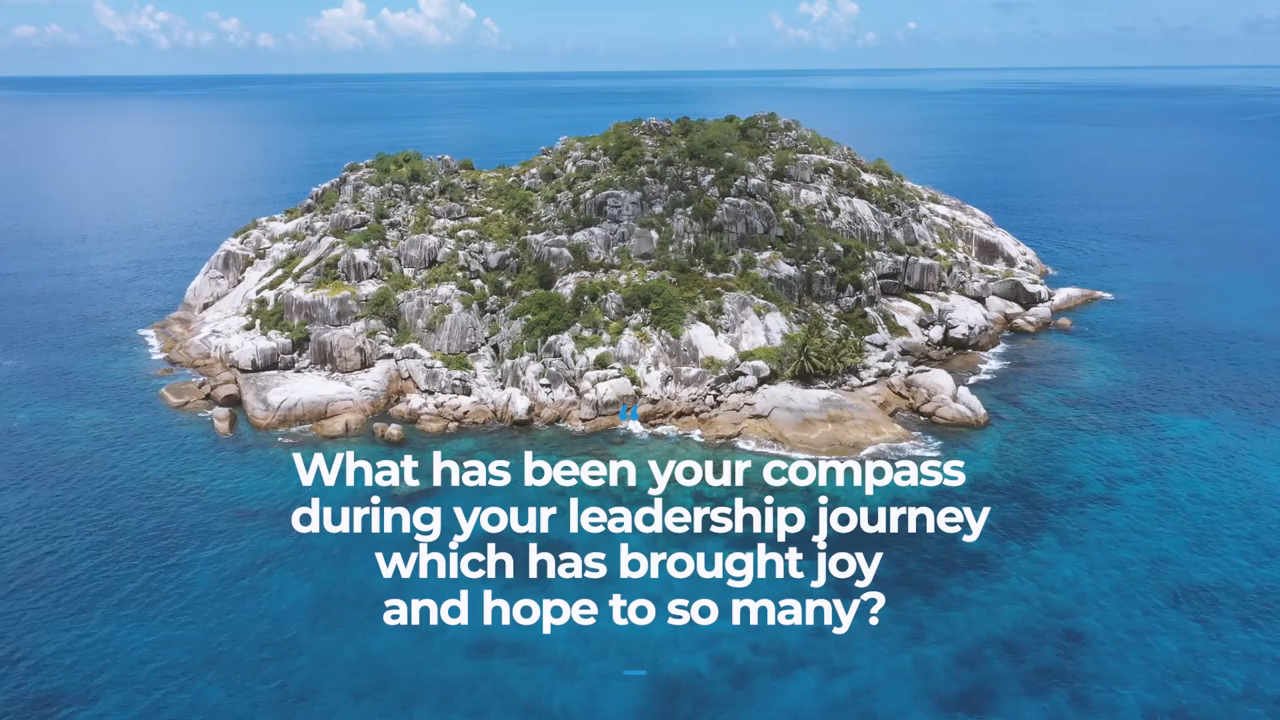 “
What has been your compass
during your leadership journey
which has brought joy
and hope to so many?